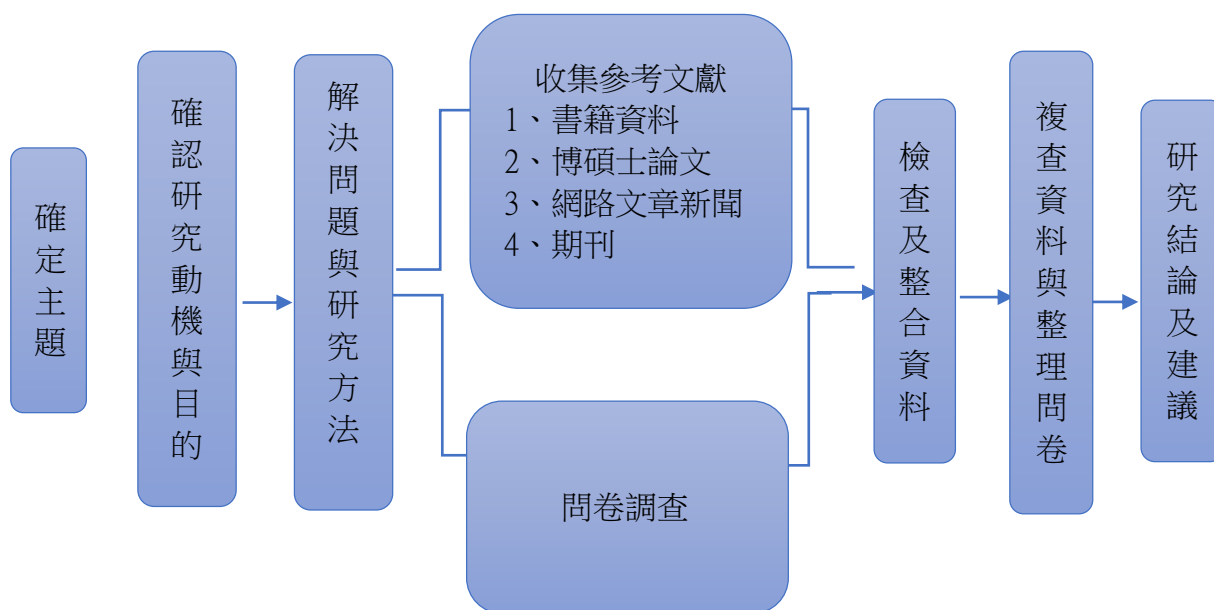 確定主題
確認研究動機與目的
解決問題與研究方法
收集參考文獻
1、書籍資料
2、博碩士論文
3、網路文章新聞
4、期刊
問卷調查
檢查及整合資料
複查資料與整理問卷
研究結論及建議